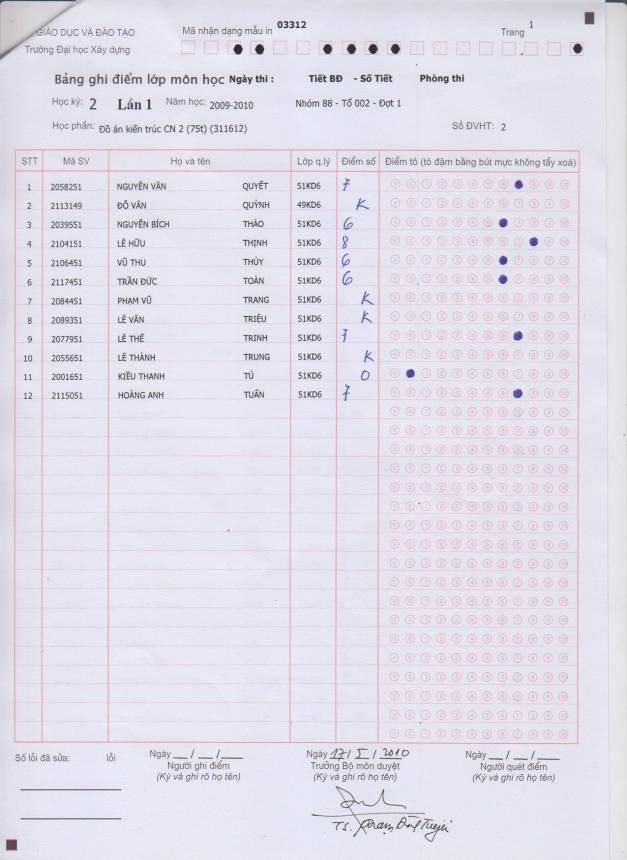 GIÁO DỤC VÀ ĐÀO TẠO Mã nhận dạng mẫu in 03312 Trang 1
Trường Đại học Xây dựng
Bảng ghi điểm lớp môn học Ngày thi : Tiết BĐ - Số Tiết Phòng thi
Học kỳ: 2 Lần 1 Năm học: 2009-2010 Nhóm 88 - Tổ 002 - Đợt 1
Học phần: Đồ án kiến trúc CN 2 (75t) (311612) Số ĐVHT: 2
STT Mã SV Họ và tên Lớp q.lý Điểm số Điểm tô (tô đậm bằng bút mực không tẩy xoá)
1 2058251 NGUYỄN VĂN QUYẾT 51KD6 7
2 2113149 ĐỖ VĂN QUỲNH 49KD6 K
3 2039551 NGUYỄN BÍCH THẢO 51KD6 6
4 2104151 LÊ HỮU THỊNH 51KD6 8
5 2106451 VŨ THU THỦY 51KD6 6
6 2117451 TRẦN ĐỨC TOÀN 51KD6 6
7 2084451 PHẠM VŨ TRANG 51KD6 K
8 2089351 LÊ VĂN TRIỆU 51KD6 K
9 2077951 LÊ THẾ TRINH 51KD6 7
10 2055651 LÊ THÀNH TRUNG 51KD6 K
11 2001651 KIỀU THANH TÚ 51KD6 0
12 2115051 HOÀNG ANH TUẤN 51KD6 7
Số lỗi đã sửa: lỗi Ngày __/__/__ Ngày 17/5/2010 Ngày __/__/__
Người ghi điểm Trưởng Bộ môn duyệt Người quét điểm
(Ký và ghi rõ họ tên) (Ký và ghi rõ họ tên) (Ký và ghi rõ họ tên)
TS. Phạm Đình Tuyển